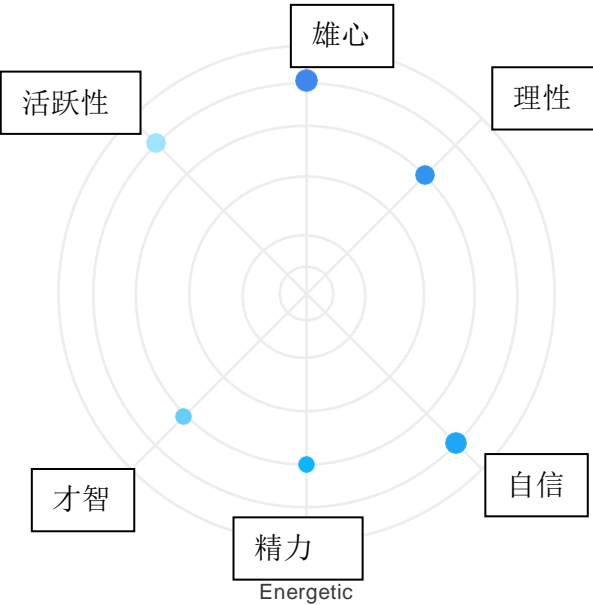 雄心
理性
活跃性
自信
才智
精力
Energetic